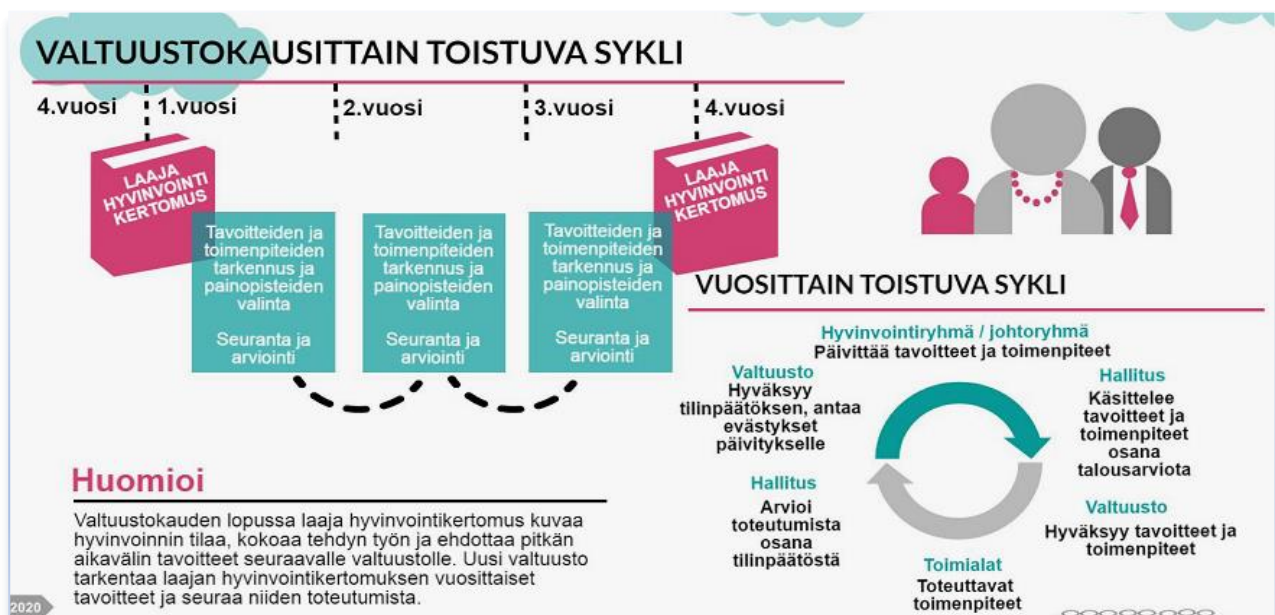 VALTUUSTOKAUSITTAIN TOISTUVA SYKLI
4.vuosi
1.vuosi
2.vuosi
3.vuosi
4.vuosi
LAAJA
HYVINVOINTI
KERTOMUS
LAAJA
HYVINVOINTI
KERTOMUS
Tavoitteiden ja
toimenpiteiden
tarkennus ja
painopisteiden
valinta
Seuranta ja
arviointi
Tavoitteiden ja
toimenpiteiden
tarkennus ja
painopisteiden
valinta
Seuranta ja
arviointi
Tavoitteiden ja
toimenpiteiden
tarkennus ja
painopisteiden
valinta
Seuranta ja
arviointi
Huomioi
Valtuustokauden lopussa laaja hyvinvointikertomus kuvaa
hyvinvoinnin tilaa, kokoaa tehdyn työn ja ehdottaa pitkän
aikavälin tavoitteet seuraavalle valtuustolle. Uusi valtuusto
tarkentaa laajan hyvinvointikertomuksen vuosittaiset
tavoitteet ja seuraa niiden toteutumista.
2020
VUOSITTAIN TOISTUVA SYKLI
Hyvinvointiryhmä / johtoryhmä
Päivittää tavoitteet ja toimenpiteet
Hallitus
Käsittelee
tavoitteet ja
toimenpiteet
osana
talousarviota
Valtuusto
Hyväksyy tavoitteet ja
toimenpiteet
Toimialat
Toteuttavat
toimenpiteet
Hallitus
Arvioi
toteutumista
osana
tilinpäätöstä
Valtuusto
Hyväksyy
tilinpäätöksen, antaa
evästykset
päivitykselle